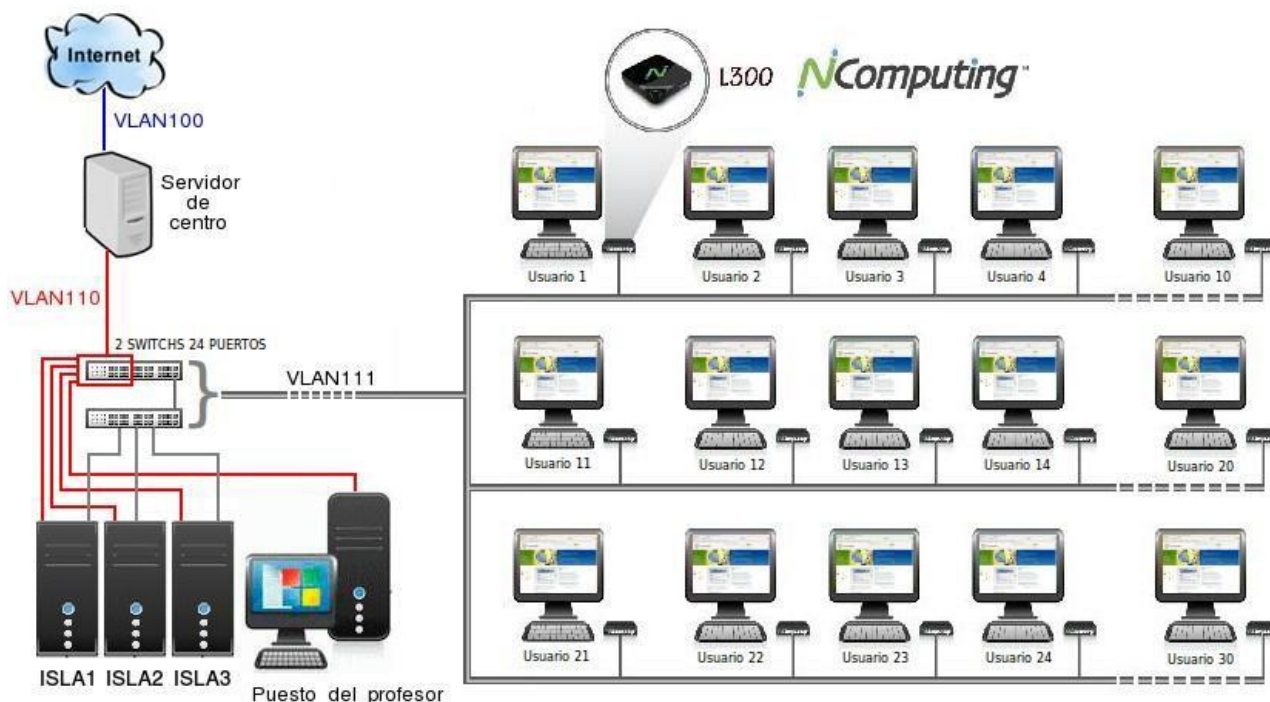 Internet
VLAN100
Servidor
de
centro
VLAN110
2 SWITCHS 24 PUERTOS
VLAN111
ISLA1 ISLA2 ISLA3
Puesto del profesor
L300 NComputing™
Usuario 1 Usuario 2 Usuario 3 Usuario 4 Usuario 10
Usuario 11 Usuario 12 Usuario 13 Usuario 14 Usuario 20
Usuario 21 Usuario 22 Usuario 23 Usuario 24 Usuario 30